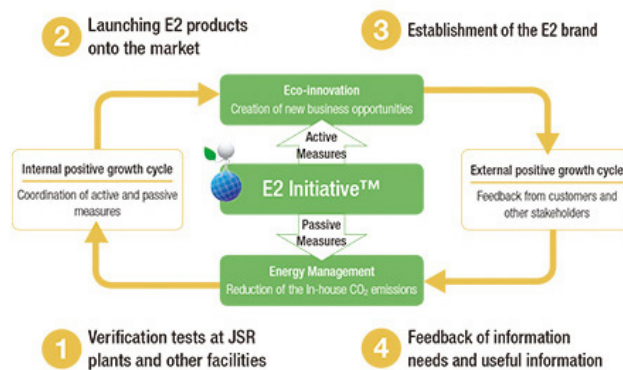 2 Launching E2 products
onto the market
3 Establishment of the E2 brand
Eco-innovation
Creation of new business opportunities
Active
Measures
Internal positive growth cycle
Coordination of active and passive
measures
E2 Initiative™
External positive growth cycle
Feedback from customers and
other stakeholders
Passive
Measures
Energy Management
Reduction of the In-house CO₂ emissions
1 Verification tests at JSR
plants and other facilities
4 Feedback of information
needs and useful information